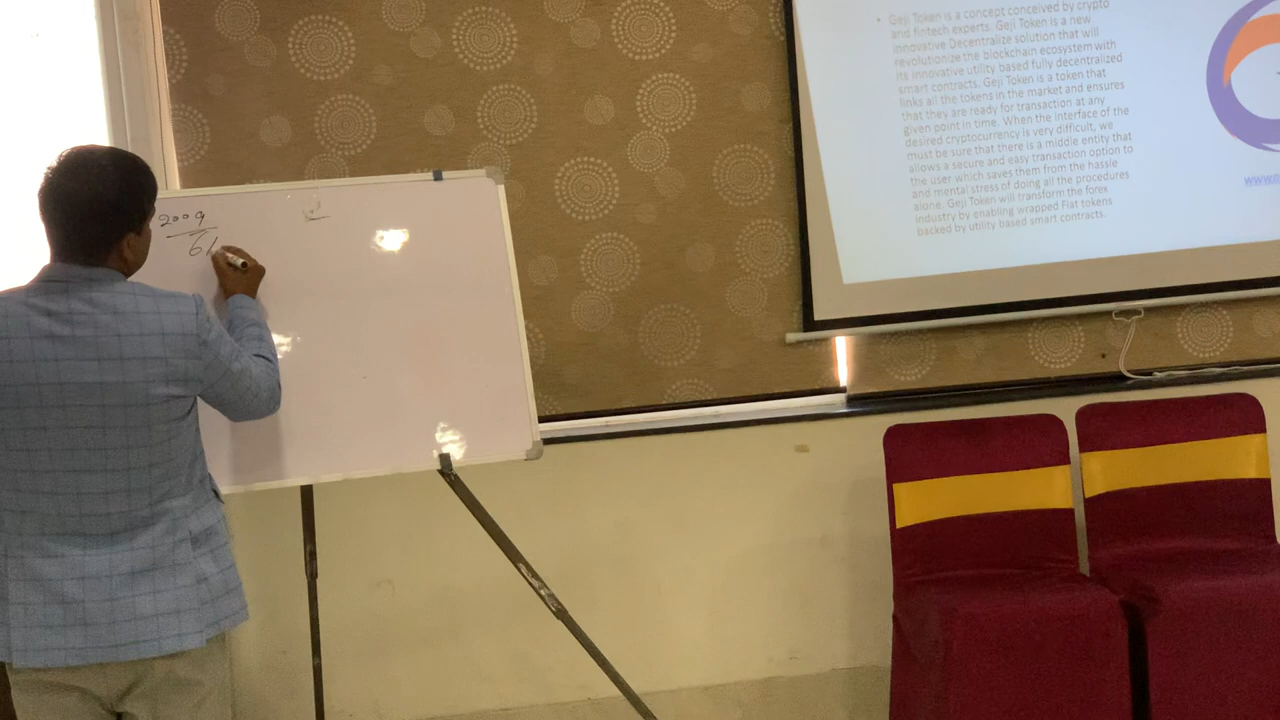 2009
• Geji Token is a concept conceived by crypto
and fintech experts. Geji Token is a new
innovative Decentralize solution that will
revolutionize the blockchain ecosystem with
its innovative utility based fully decentralized
smart contracts. Geji Token is a token that
links all the tokens in the market and ensures
that they are ready for transaction at any
given point in time. When the interface of the
desired cryptocurrency is very difficult, we
must be sure that there is a middle entity that
allows a secure and easy transaction option to
the user which saves them from the hassle
and mental stress of doing all the procedures
alone. Geji Token will transform the forex
industry by enabling wrapped Fiat tokens
backed by utility based smart contracts.